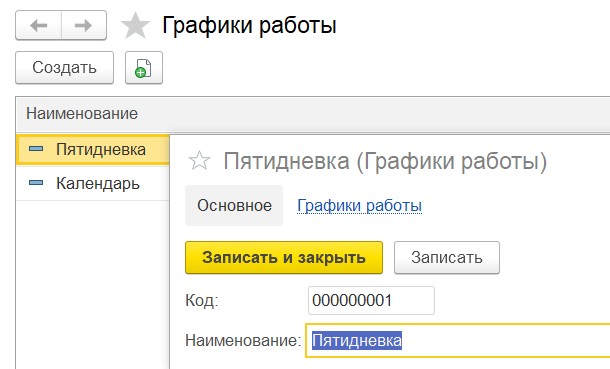 Графики работы
Создать
Наименование
Пятидневка
Календарь
Пятидневка (Графики работы)
Основное Графики работы
Записать и закрыть Записать
Код: 000000001
Наименование: Пятидневка